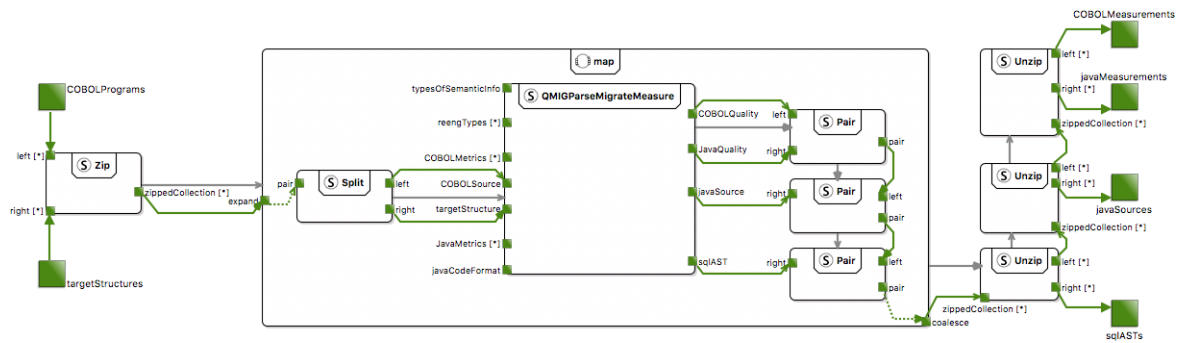 COBOLPrograms
left [*]
Zip
zippedCollection [*]
right [*]
targetStructures
map
expand
pair
Split
left
right
typesOfSemanticInfo
reengTypes [*]
COBOLMetrics [*]
COBOLSource
targetStructure
JavaMetrics [*]
javaCodeFormat
QMIGParseMigrateMeasure
COBOLQuality
JavaQuality
javaSource
sqlAST
left
Pair
pair
right
Pair
right
left
pair
Pair
right
left
pair
coalesce
COBOLMeasurements
left [*]
Unzip
javaMeasurements
right [*]
zippedCollection [*]
left [*]
Unzip
right [*]
javaSources
zippedCollection [*]
Unzip
left [*]
right [*]
zippedCollection [*]
sqlASTs